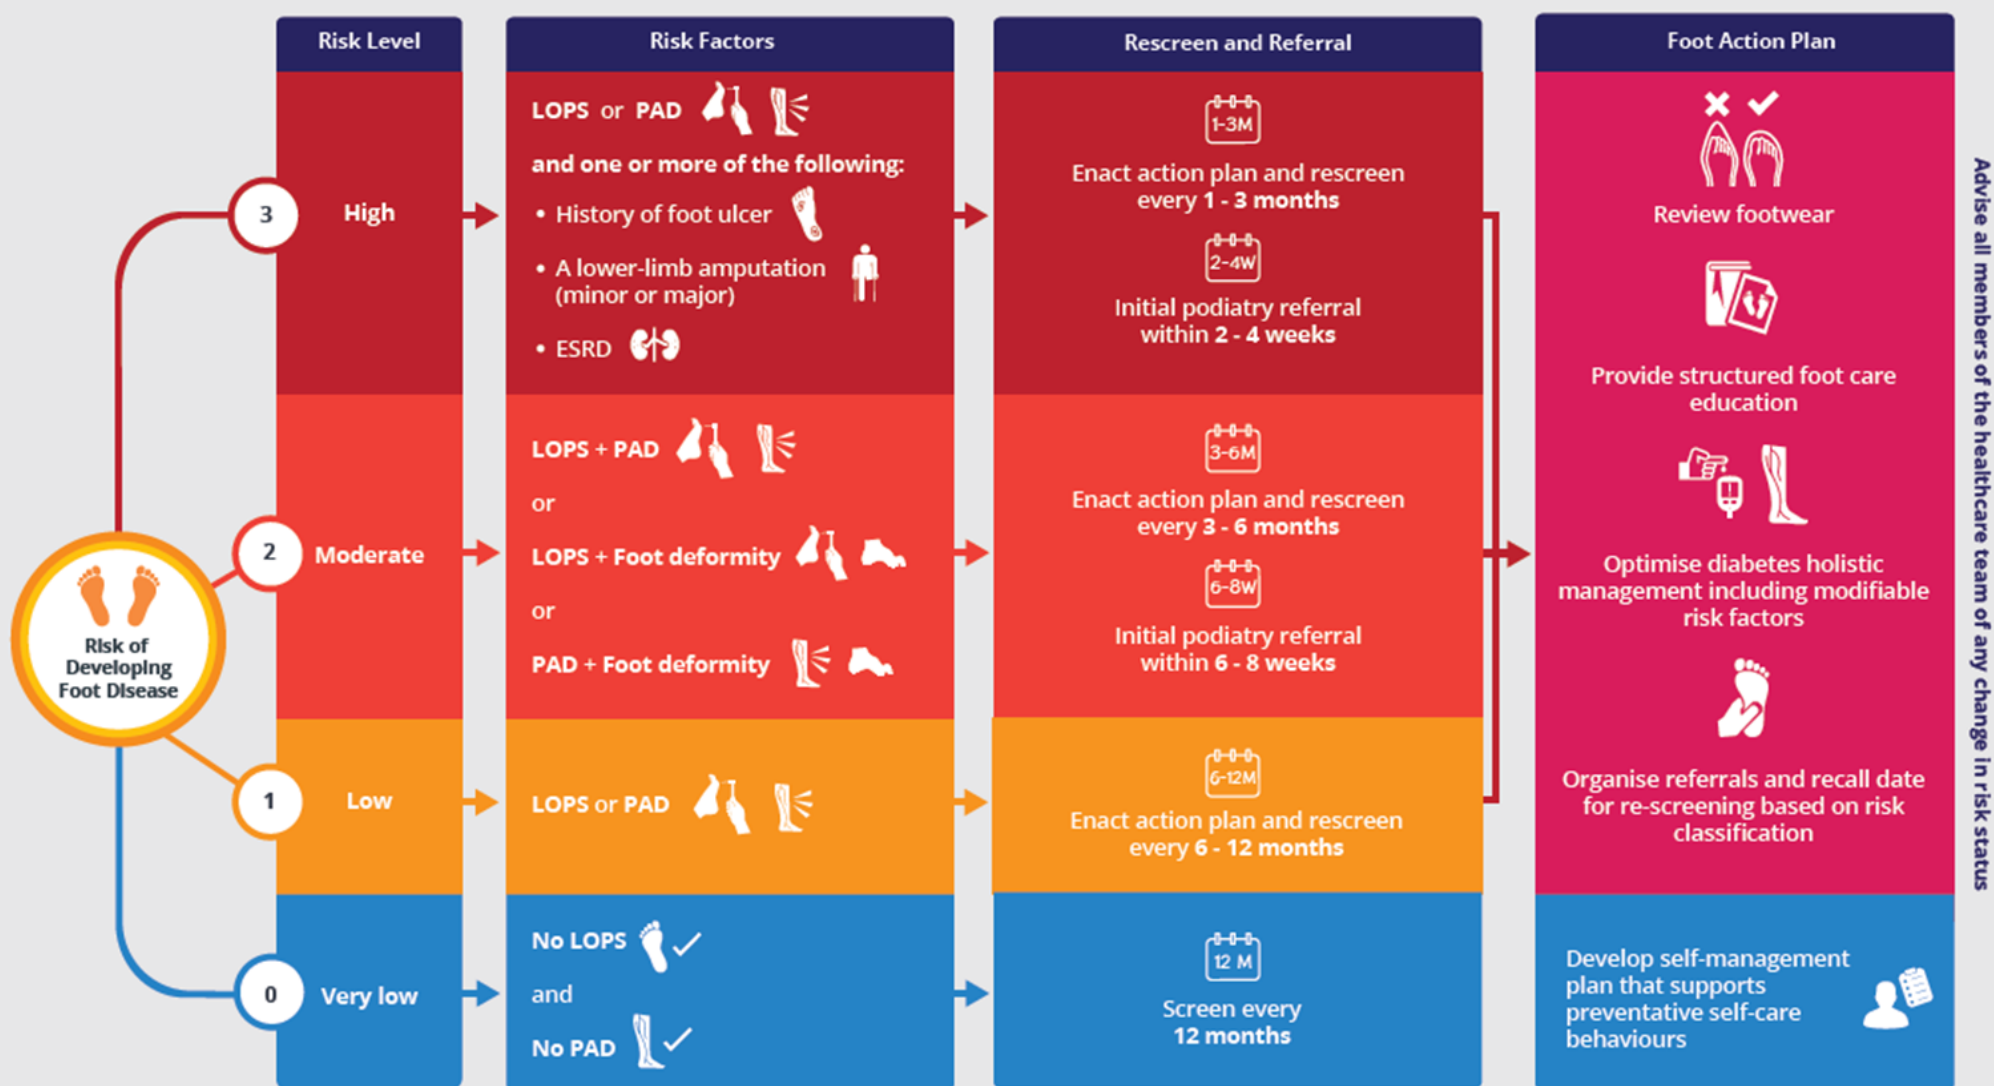 Risk Level
Risk Factors
Rescreen and Referral
Foot Action Plan
Risk of
Developing
Foot Disease
3
High
LOPS or PAD
and one or more of the following:
• History of foot ulcer
• A lower-limb amputation
(minor or major)
• ESRD
1-3M
Enact action plan and rescreen
every 1 - 3 months
2-4W
Initial podiatry referral
within 2 - 4 weeks
2
Moderate
LOPS + PAD
or
LOPS + Foot deformity
or
PAD + Foot deformity
3-6M
Enact action plan and rescreen
every 3 - 6 months
6-8W
Initial podiatry referral
within 6 - 8 weeks
1
Low
LOPS or PAD
6-12M
Enact action plan and rescreen
every 6 - 12 months
0
Very low
No LOPS
and
No PAD
12 M
Screen every
12 months
Review footwear
Provide structured foot care
education
Optimise diabetes holistic
management including modifiable
risk factors
Organise referrals and recall date
for re-screening based on risk
classification
Develop self-management
plan that supports
preventative self-care
behaviours
Advise all members of the healthcare team of any change in risk status